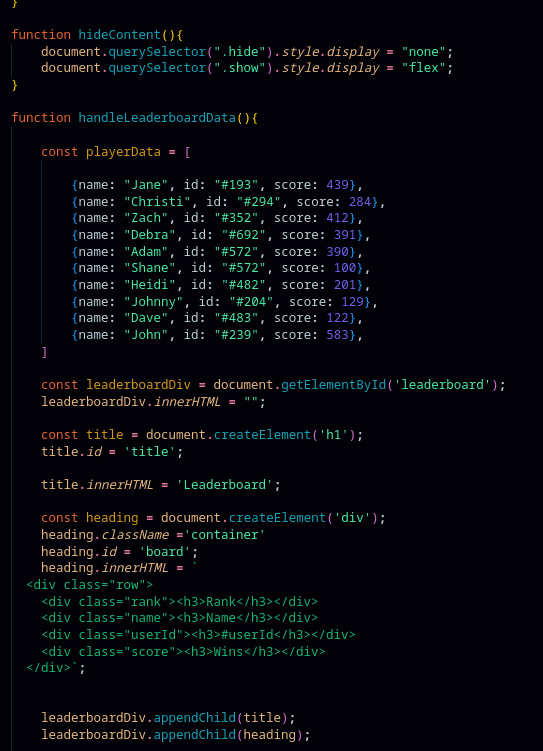 }
function hideContent(){
document.querySelector(".hide").style.display = "none";
document.querySelector(".show").style.display = "flex";
}
function handleLeaderboardData(){
const playerData = [
{name: "Jane", id: "#193", score: 439},
{name: "Christi", id: "#294", score: 284},
{name: "Zach", id: "#352", score: 412},
{name: "Debra", id: "#692", score: 391},
{name: "Adam", id: "#572", score: 390},
{name: "Shane", id: "#572", score: 100},
{name: "Heidi", id: "#482", score: 201},
{name: "Johnny", id: "#204", score: 129},
{name: "Dave", id: "#483", score: 122},
{name: "John", id: "#239", score: 583},
]
const leaderboardDiv = document.getElementById('leaderboard');
leaderboardDiv.innerHTML = "";
const title = document.createElement('h1');
title.id = 'title';
title.innerHTML = 'Leaderboard';
const heading = document.createElement('div');
heading.className ='container'
heading.id = 'board';
heading.innerHTML = `
<div class="row">
<div class="rank"><h3>Rank</h3></div>
<div class="name"><h3>Name</h3></div>
<div class="userId"><h3>#userId</h3></div>
<div class="score"><h3>Wins</h3></div>
</div>`;
leaderboardDiv.appendChild(title);
leaderboardDiv.appendChild(heading);